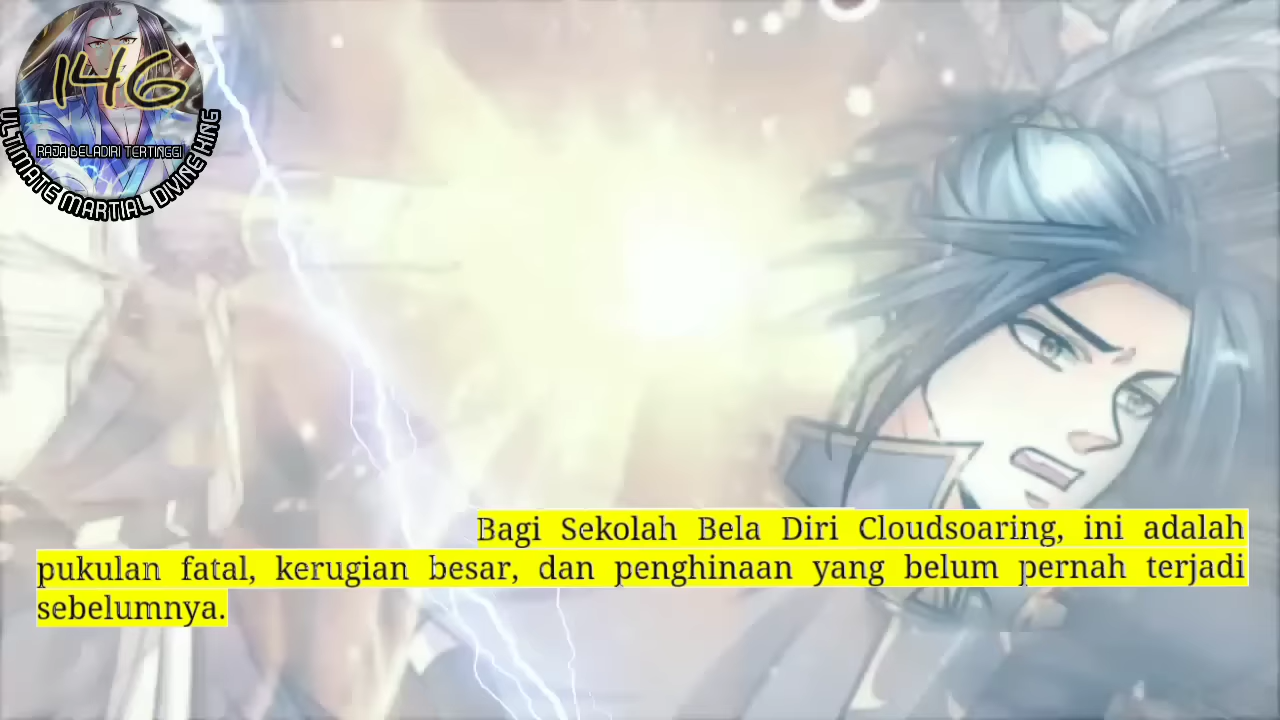 146
RAJA BELADIRI TERTINGGI
ULTIMATE MARTIAL DIVINE KING
Bagi Sekolah Bela Diri Cloudsoaring, ini adalah
pukulan fatal, kerugian besar, dan penghinaan yang belum pernah terjadi
sebelumnya.